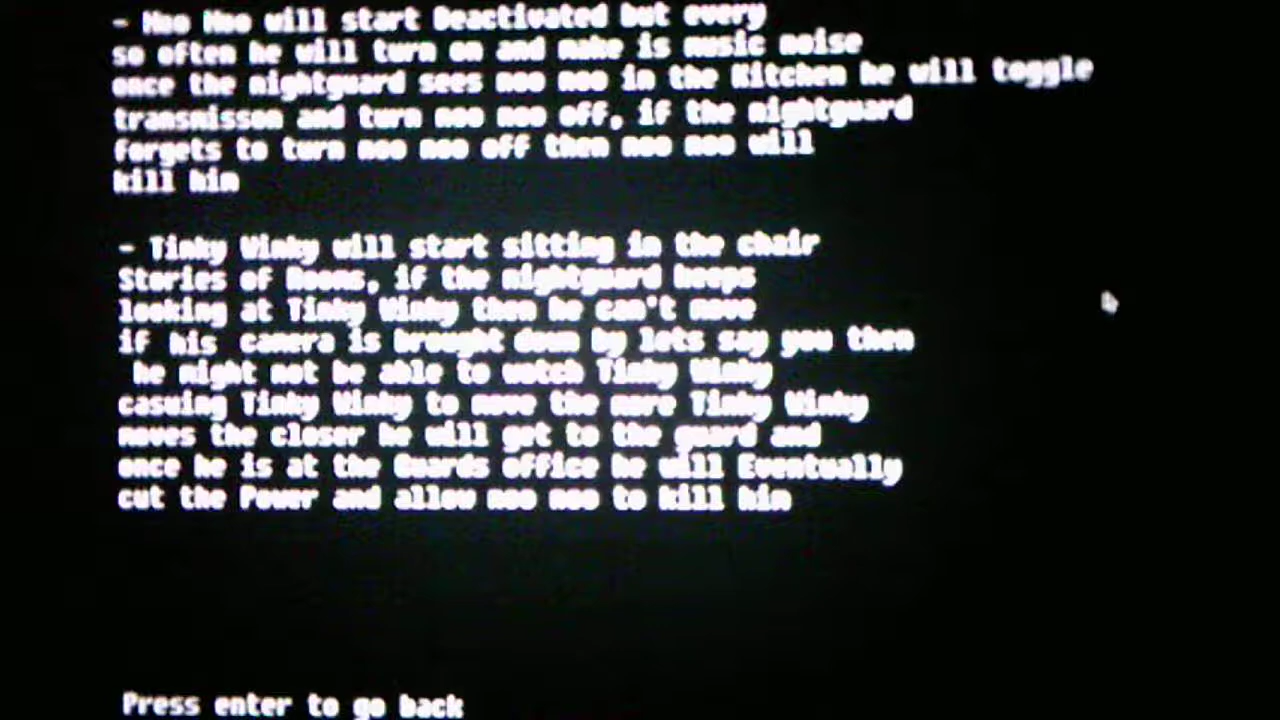 - Noo Noo will start Deactivated but every
so often he will turn on and make is music noise
once the nightguard sees noo noo in the Kitchen he will toggle
transmisson and turn noo noo off, if the nightguard
forgets to turn noo noo off then noo noo will
kill him
- Tinky Winky will start sitting in the chair
Stories of Rooms, if the nightguard keeps
looking at Tinky Winky then he can't move
if his camera is brought down by lets say you then
he might not be able to watch Tinky Winky
casuing Tinky Winky to move the more Tinky Winky
moves the closer he will get to the guard and
once he is at the Guards office he will Eventually
cut the Power and allow noo noo to kill him
Press enter to go back